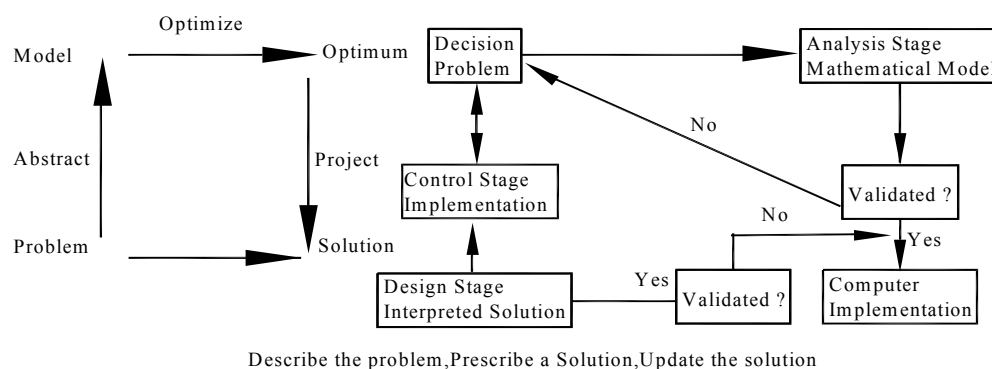 Optimize
Model
Optimum
Abstract
Project
Problem
Solution
Decision
Problem
Analysis Stage
Mathematical Model
No
Control Stage
Implementation
Validated ?
No
Yes
Design Stage
Interpreted Solution
Yes
Validated ?
Computer
Implementation
Describe the problem,Prescribe a Solution,Update the solution